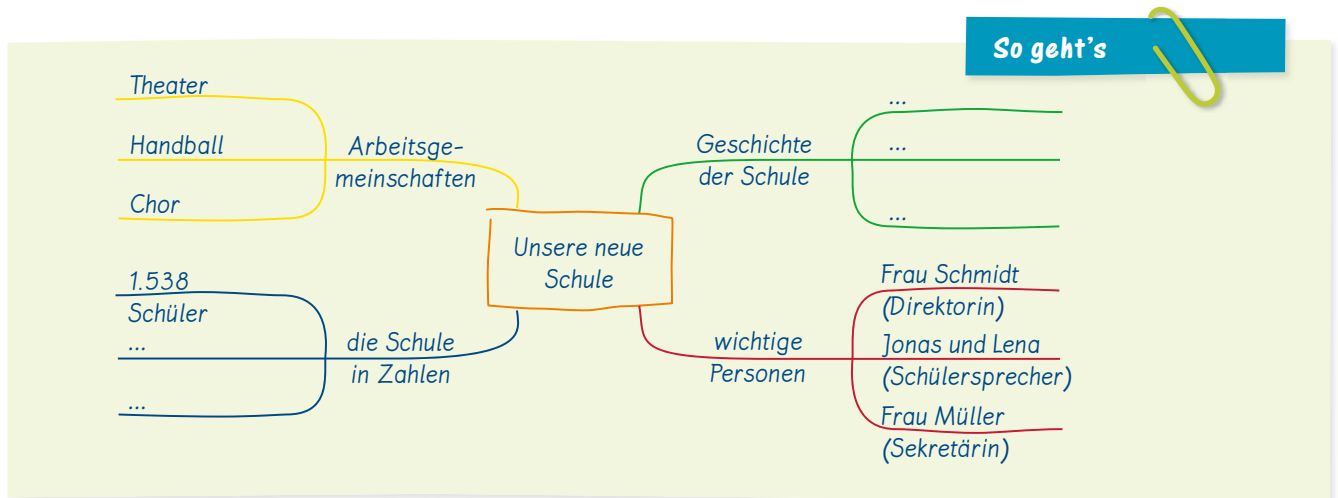 So geht's
Theater
Handball
Chor
Arbeitsge-
meinschaften
1.538
Schüler
...
...
die Schule
in Zahlen
Unsere neue
Schule
Geschichte
der Schule
...
...
...
wichtige
Personen
Frau Schmidt
(Direktorin)
Jonas und Lena
(Schülersprecher)
Frau Müller
(Sekretärin)